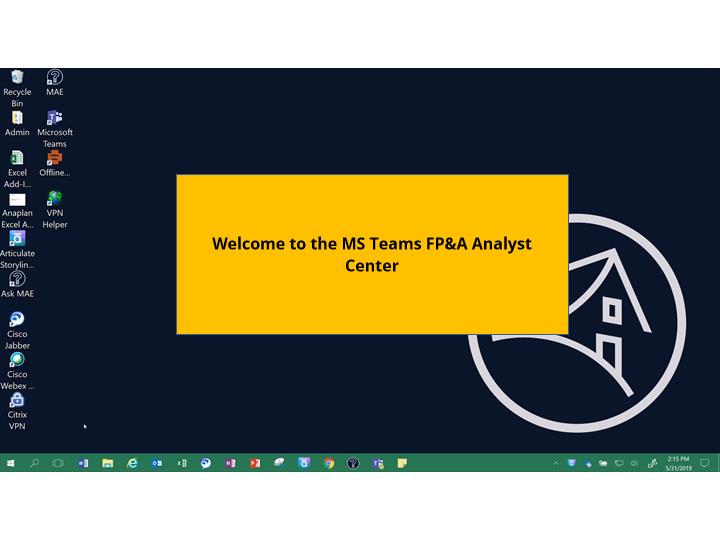 Recycle
Bin
MAE
Admin
Microsoft
Teams
Excel
Add-I...
Offline...
Anaplan
Excel A...
VPN
Helper
Articulate
Storylin...
Ask MAE
Cisco
Jabber
Cisco
Webex ...
Citrix
VPN
Welcome to the MS Teams FP&A Analyst
Center
2:15 PM
5/31/2019